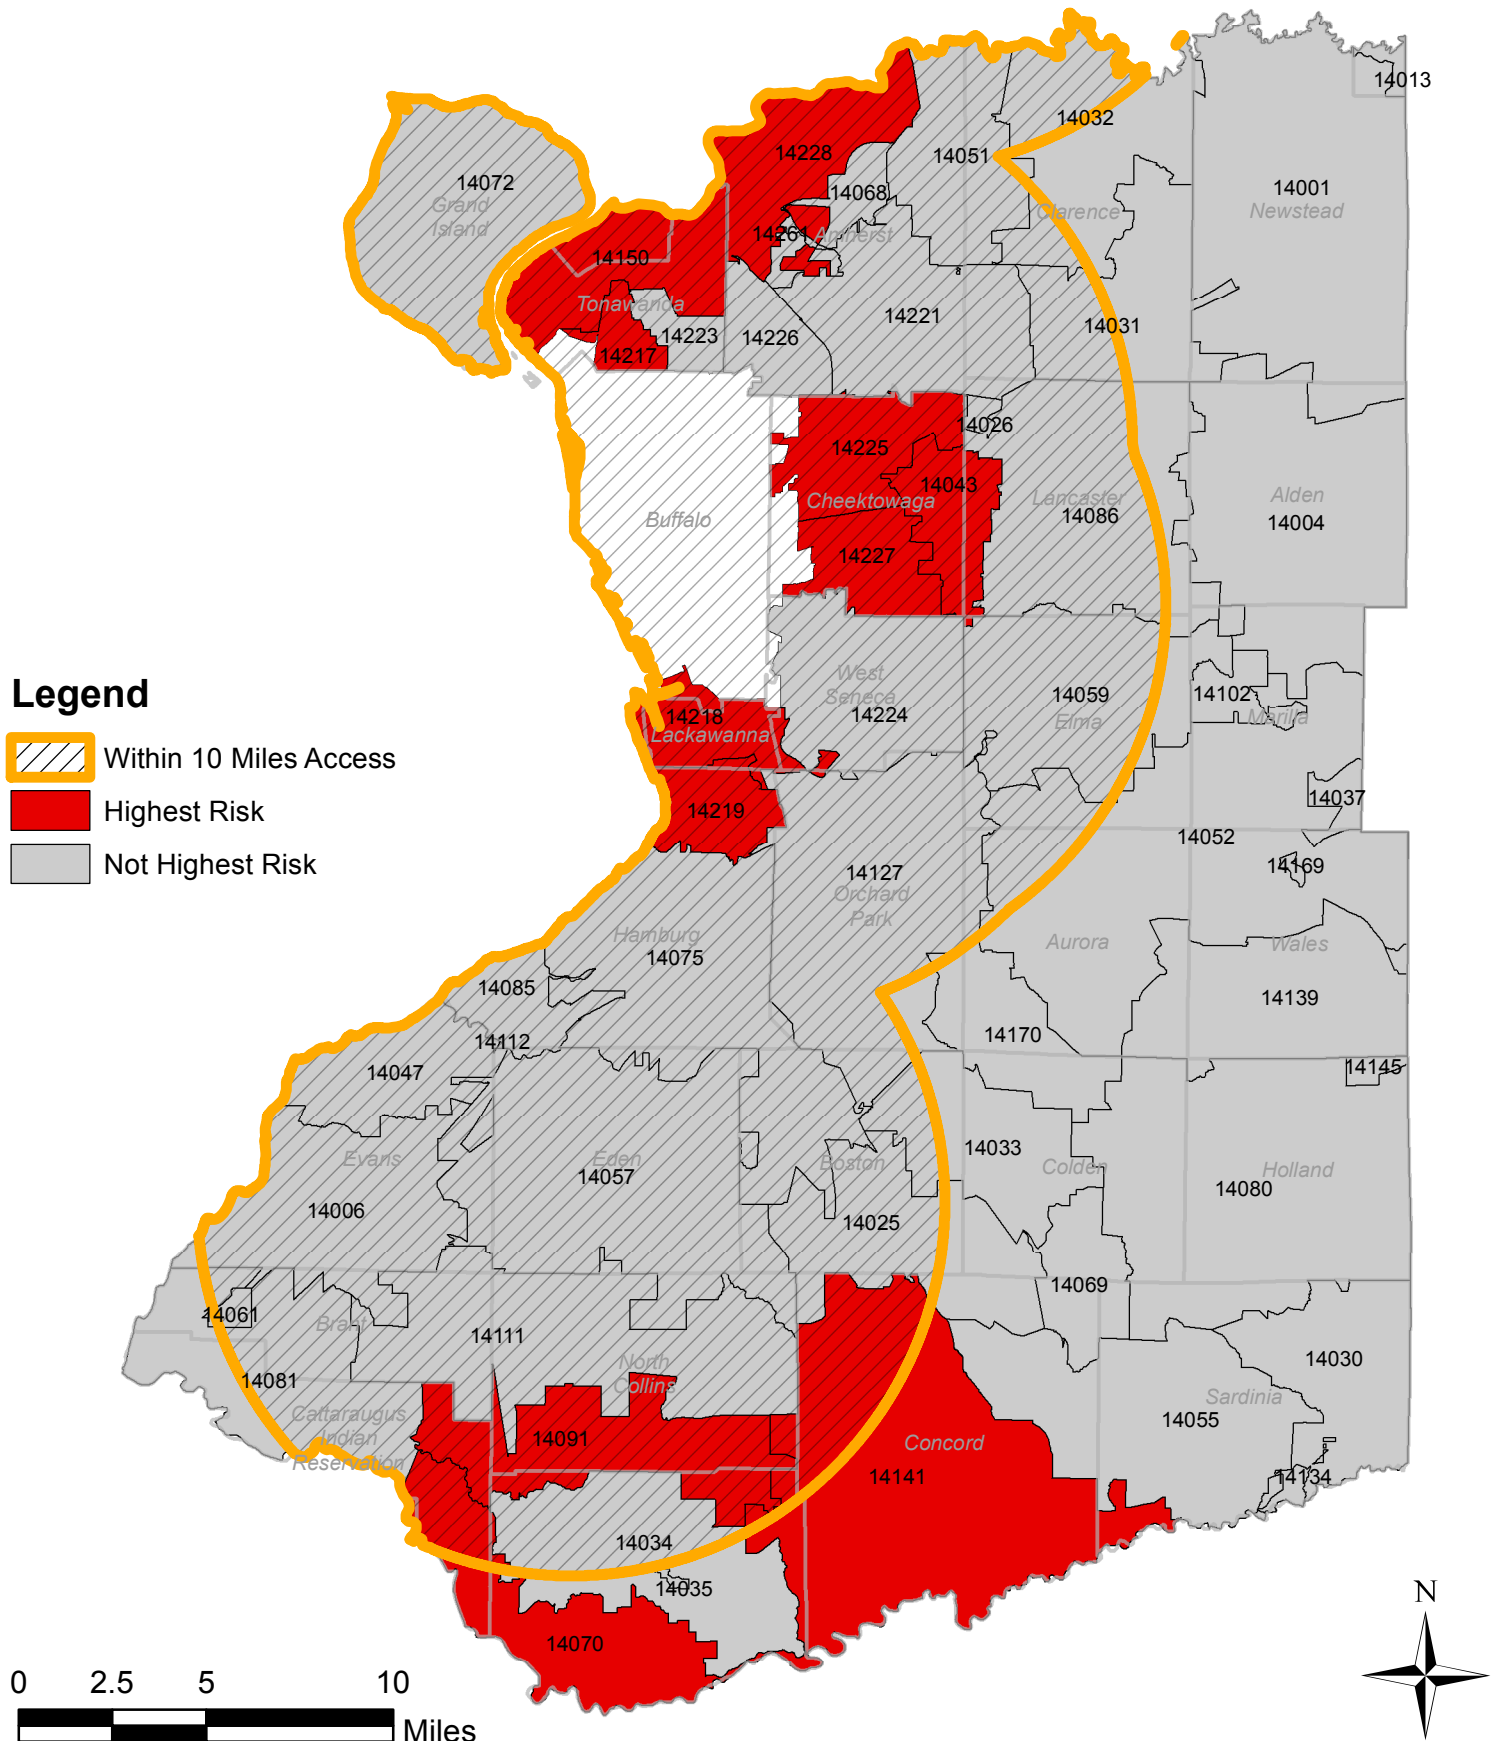 14013
14032
14228
14051
14072
14068
14001
Grand
Island
Clarence
Newstead
14261
Amherst
14150
Tonawanda
14221
14031
14223
14226
14217
14026
14225
14043
Cheektowaga
Lancaster
Alden
14086
14004
Buffalo
14227
West
Seneca
Legend
14059
14102
14218
14224
Elma
Marilla
Lackawanna
Within 10 Miles Access
14037
Highest Risk
14219
14052
Not Highest Risk
14127
14169
Orchard
Park
Hamburg
Aurora
Wales
14075
14085
14139
14170
14112
14047
14145
14033
Evans
Eden
Boston
Colden
Holland
14057
14080
14006
14025
14069
14061
Brant
14111
14030
North
Collins
14081
Sardinia
Cattaraugus
Indian
Reservation
14055
14091
Concord
14141
14134
14034
14035
N
14070
0 2.5 5 10
Miles